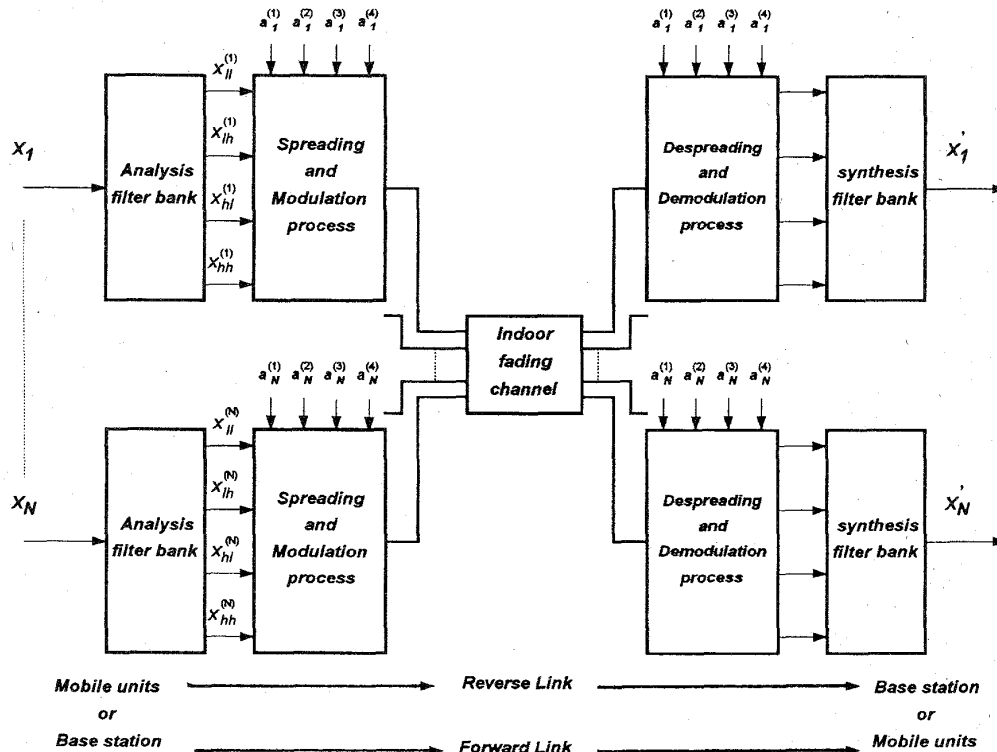 a₁⁽¹⁾ a₁⁽²⁾ a₁⁽³⁾ a₁⁽⁴⁾
a₁⁽¹⁾ a₁⁽²⁾ a₁⁽³⁾ a₁⁽⁴⁾
X₁
Analysis
filter bank
X_ll⁽¹⁾
X_lh⁽¹⁾
X_hl⁽¹⁾
X_hh⁽¹⁾
Spreading
and
Modulation
process
Despreading
and
Demodulation
process
synthesis
filter bank
X'₁
Indoor
fading
channel
a_N⁽¹⁾ a_N⁽²⁾ a_N⁽³⁾ a_N⁽⁴⁾
a_N⁽¹⁾ a_N⁽²⁾ a_N⁽³⁾ a_N⁽⁴⁾
X_N
Analysis
filter bank
X_ll⁽ᴺ⁾
X_lh⁽ᴺ⁾
X_hl⁽ᴺ⁾
X_hh⁽ᴺ⁾
Spreading
and
Modulation
process
Despreading
and
Demodulation
process
synthesis
filter bank
X'_N
Mobile units
or
Base station
Reverse Link
Forward Link
Base station
or
Mobile units